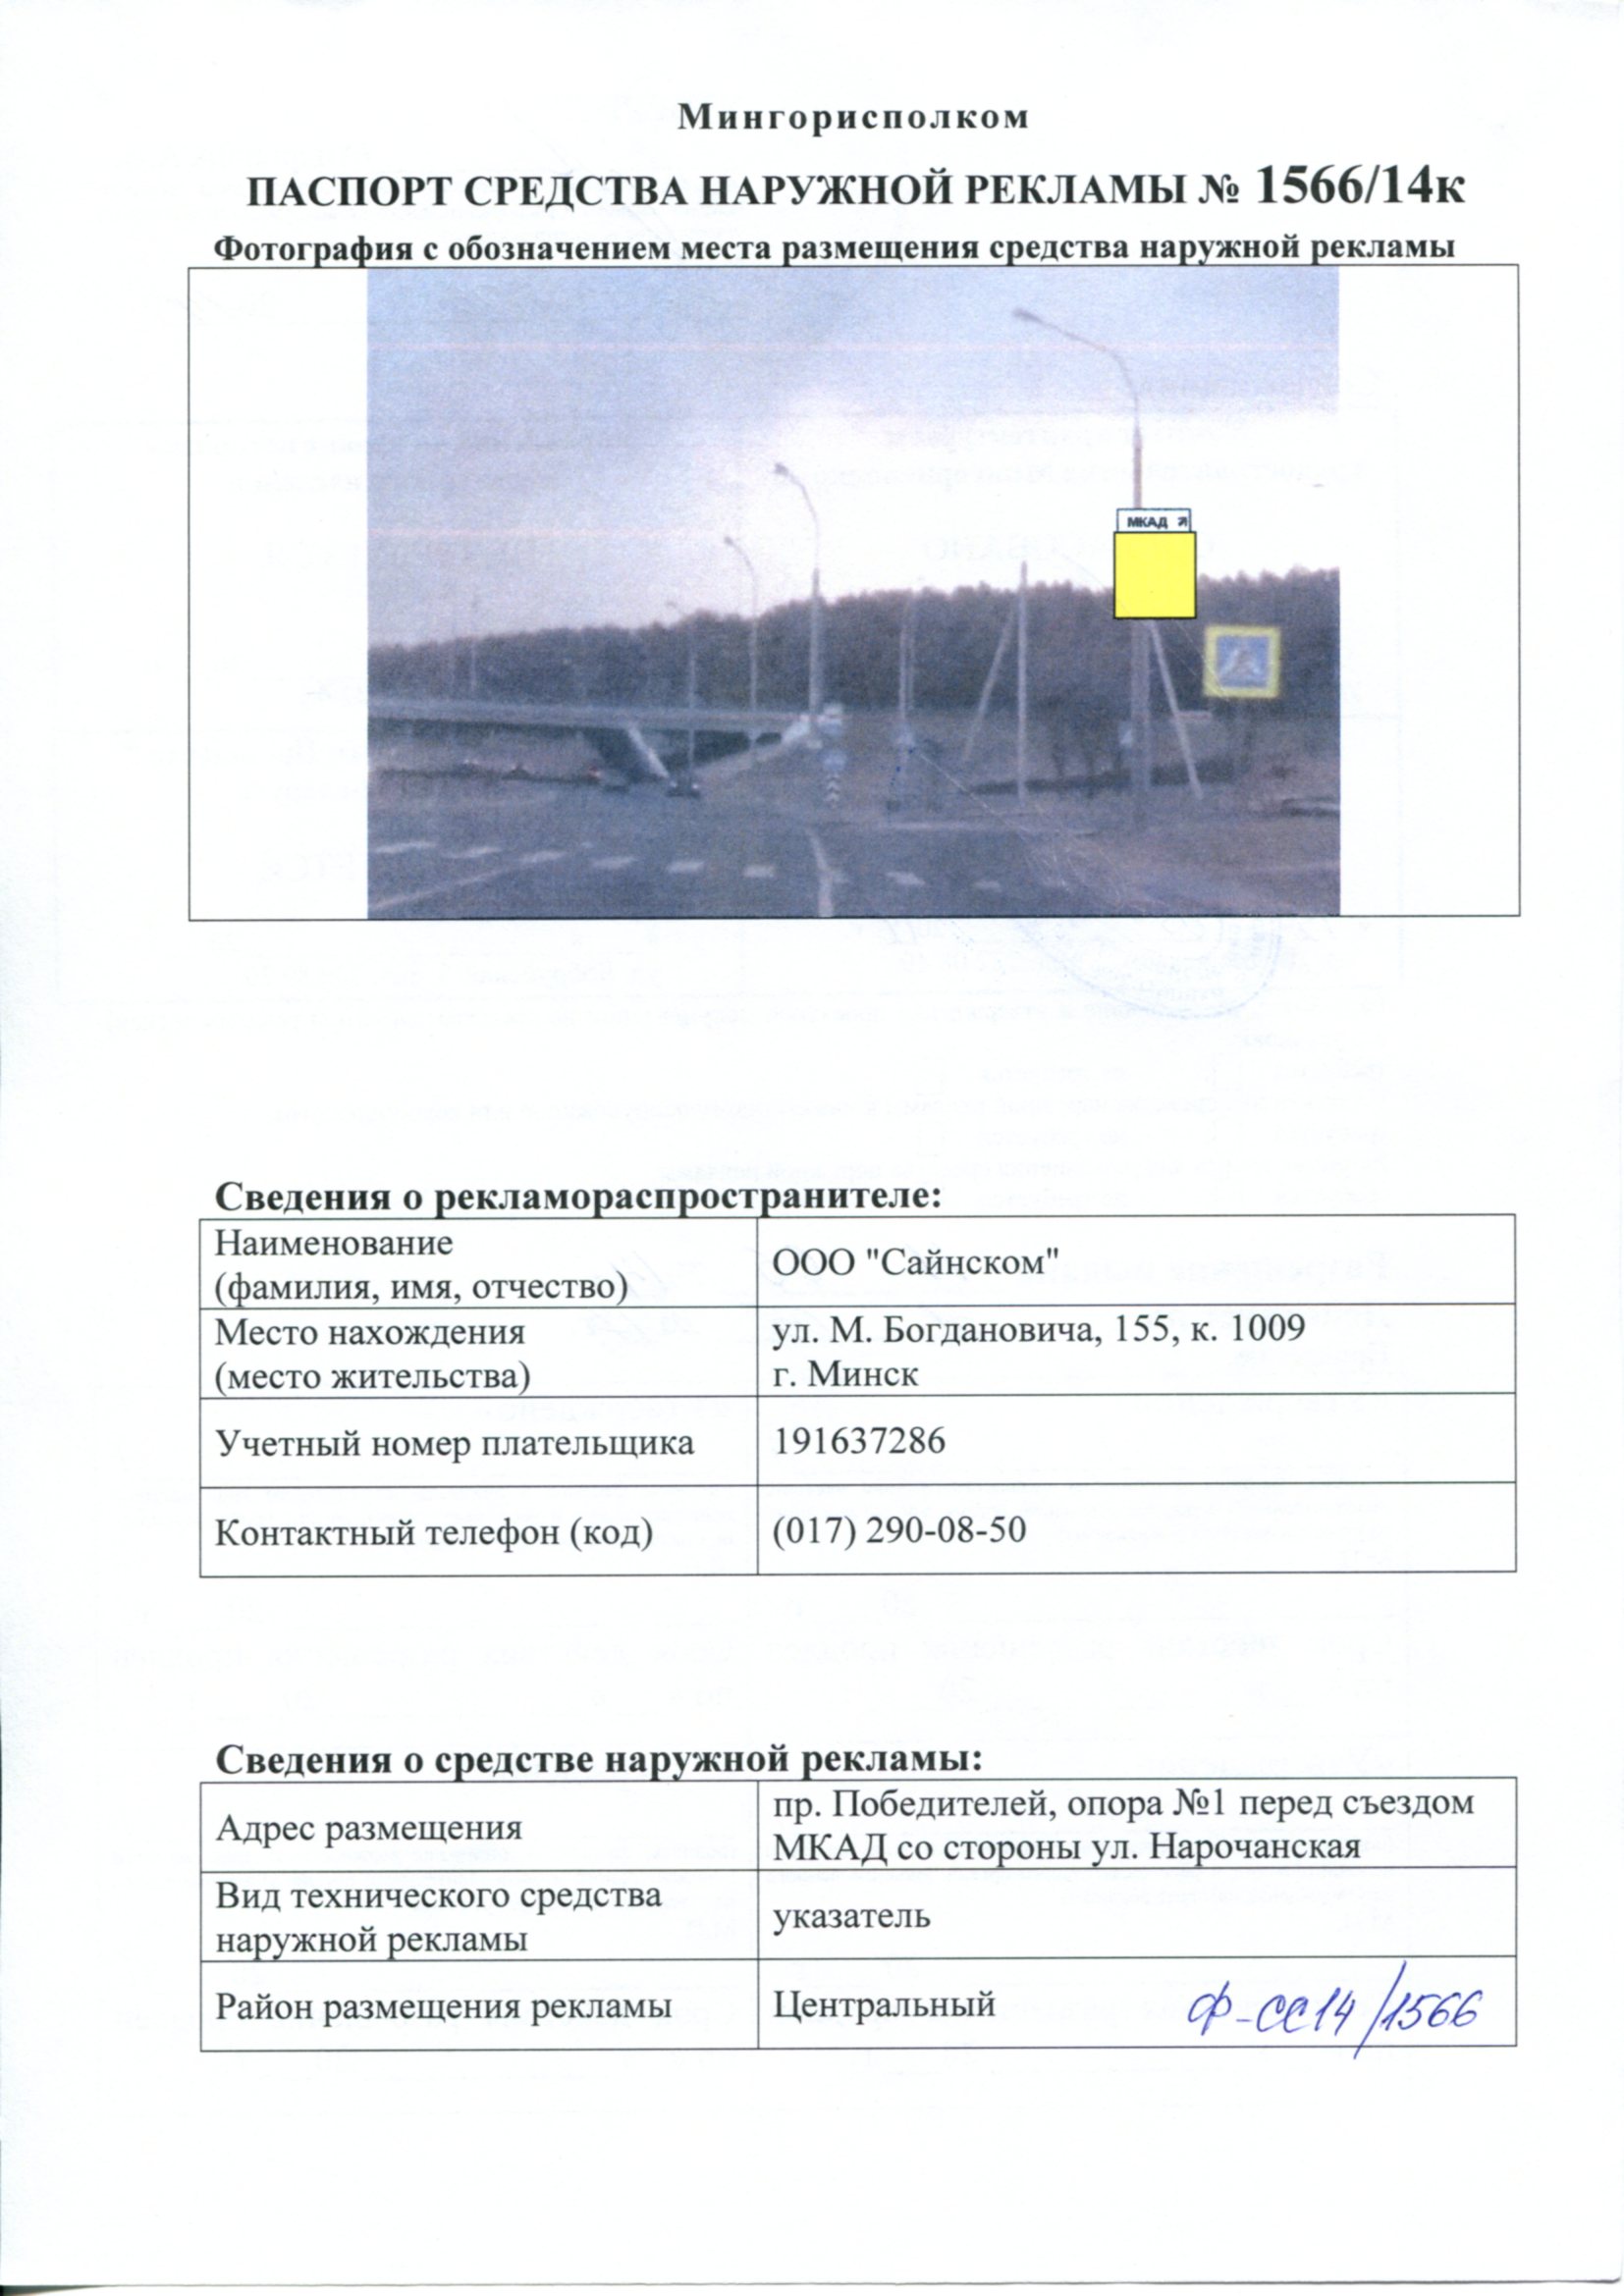 Мингорисполком
ПАСПОРТ СРЕДСТВА НАРУЖНОЙ РЕКЛАМЫ № 1566/14к
Фотография с обозначением места размещения средства наружной рекламы
МКАД ↗
Сведения о рекламораспространителе:
Наименование
(фамилия, имя, отчество)
ООО "Сайнском"
Место нахождения
(место жительства)
ул. М. Богдановича, 155, к. 1009
г. Минск
Учетный номер плательщика
191637286
Контактный телефон (код)
(017) 290-08-50
Сведения о средстве наружной рекламы:
Адрес размещения
пр. Победителей, опора №1 перед съездом
МКАД со стороны ул. Нарочанская
Вид технического средства
наружной рекламы
указатель
Район размещения рекламы
Центральный
Ф-СС14/1566